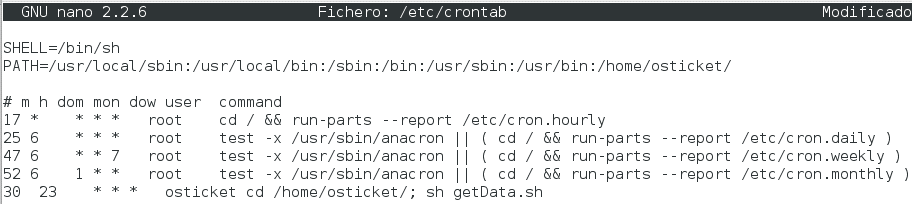 GNU nano 2.2.6 Fichero: /etc/crontab Modificado
SHELL=/bin/sh
PATH=/usr/local/sbin:/usr/local/bin:/sbin:/bin:/usr/sbin:/usr/bin:/home/osticket/
# m h dom mon dow user command
17 * * * * root cd / && run-parts --report /etc/cron.hourly
25 6 * * * root test -x /usr/sbin/anacron || ( cd / && run-parts --report /etc/cron.daily )
47 6 * * 7 root test -x /usr/sbin/anacron || ( cd / && run-parts --report /etc/cron.weekly )
52 6 1 * * root test -x /usr/sbin/anacron || ( cd / && run-parts --report /etc/cron.monthly )
30 23 * * * osticket cd /home/osticket/; sh getData.sh